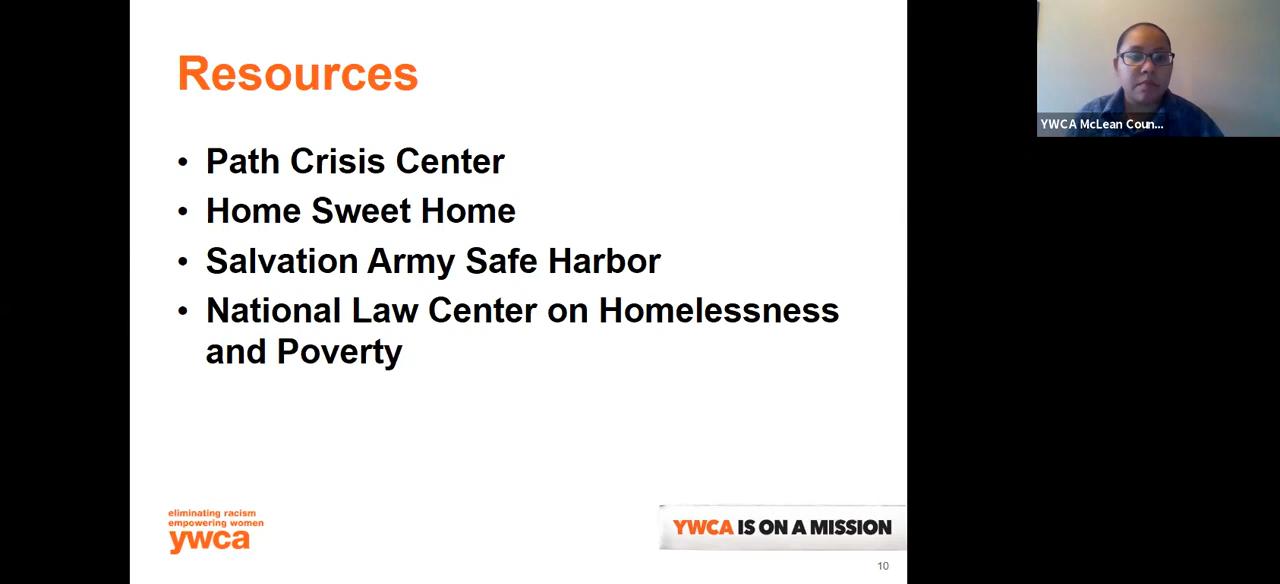 Resources
• Path Crisis Center
• Home Sweet Home
• Salvation Army Safe Harbor
• National Law Center on Homelessness
and Poverty
eliminating racism
empowering women
ywca
YWCA IS ON A MISSION
10
YWCA McLean Coun...